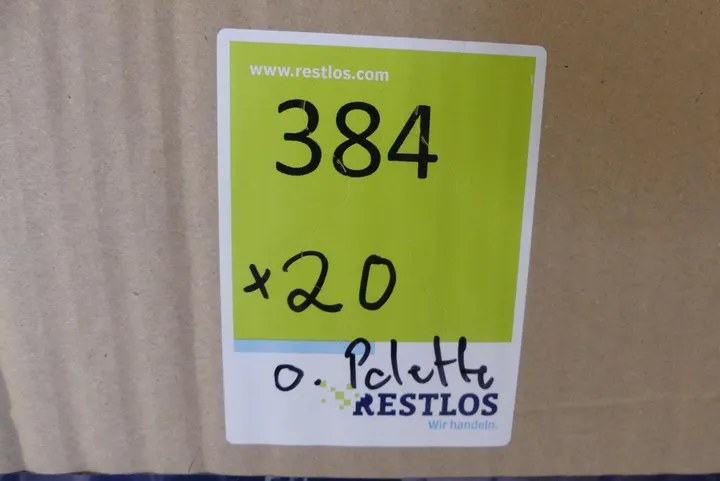 www.restlos.com
384
x20
o. Palette
RESTLOS
Wir handeln.